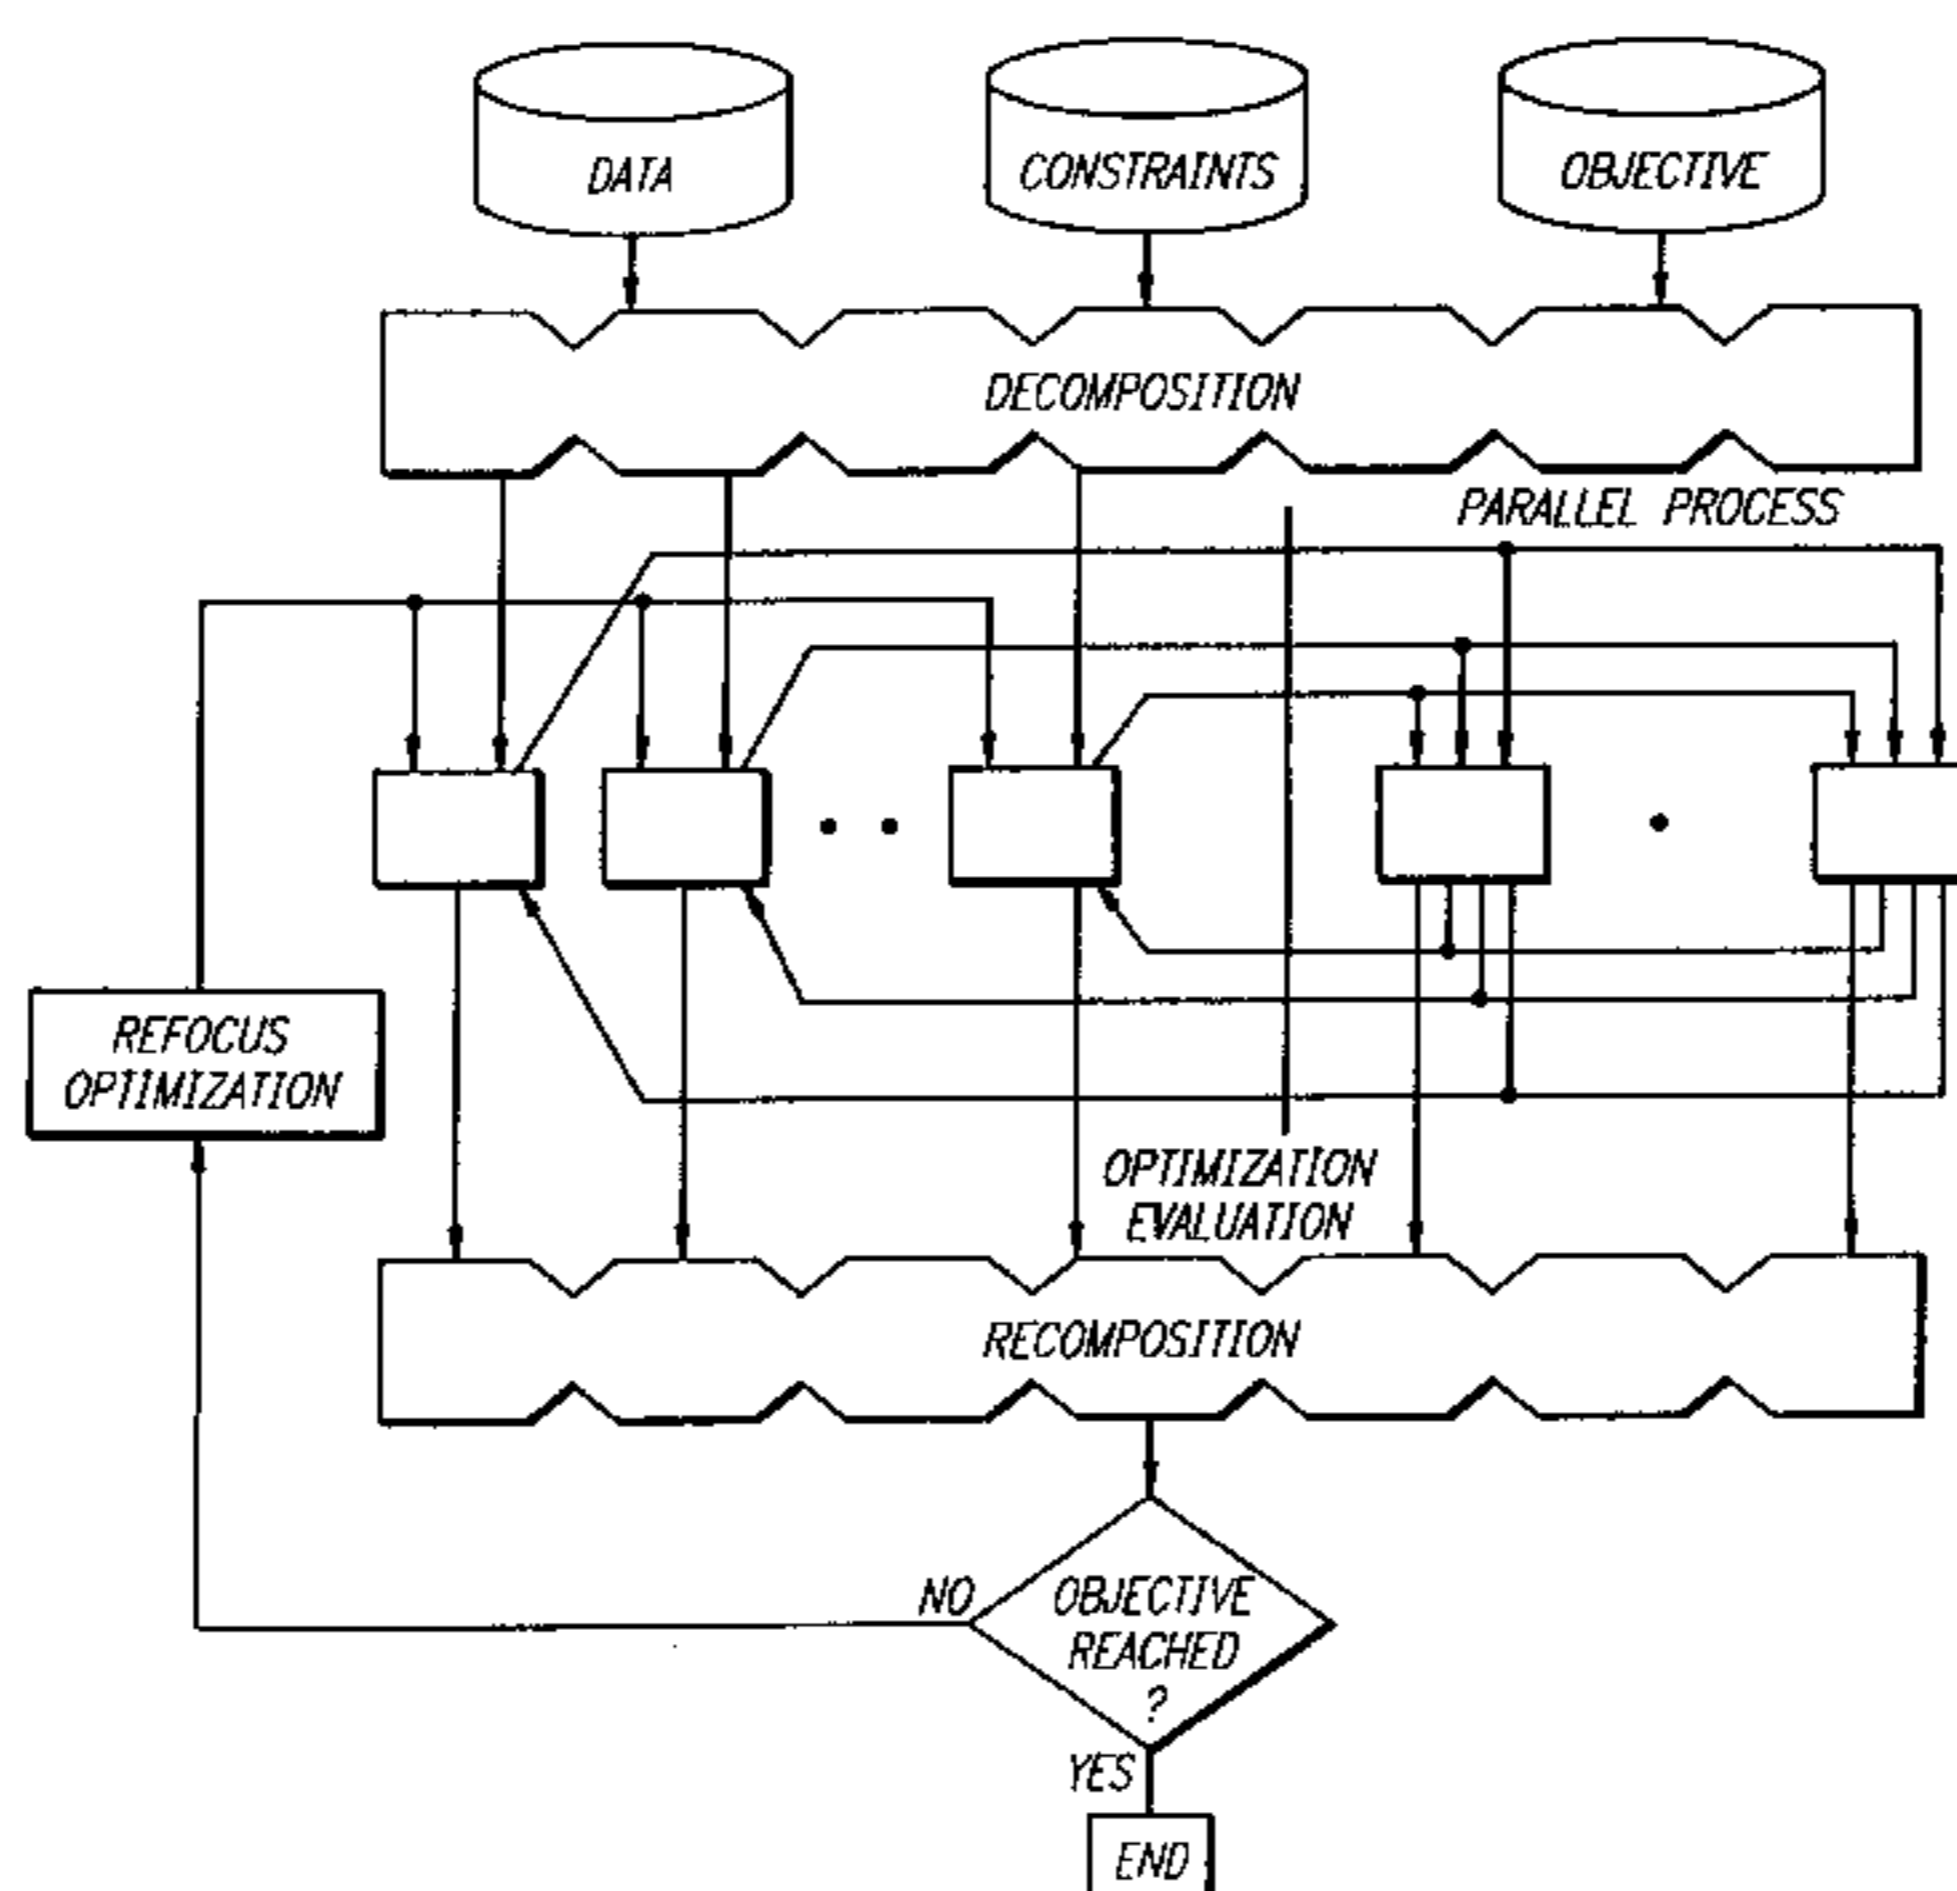 DATA
CONSTRAINTS
OBJECTIVE
DECOMPOSITION
PARALLEL PROCESS
REFOCUS
OPTIMIZATION
OPTIMIZATION
EVALUATION
RECOMPOSITION
NO
OBJECTIVE
REACHED
?
YES
END